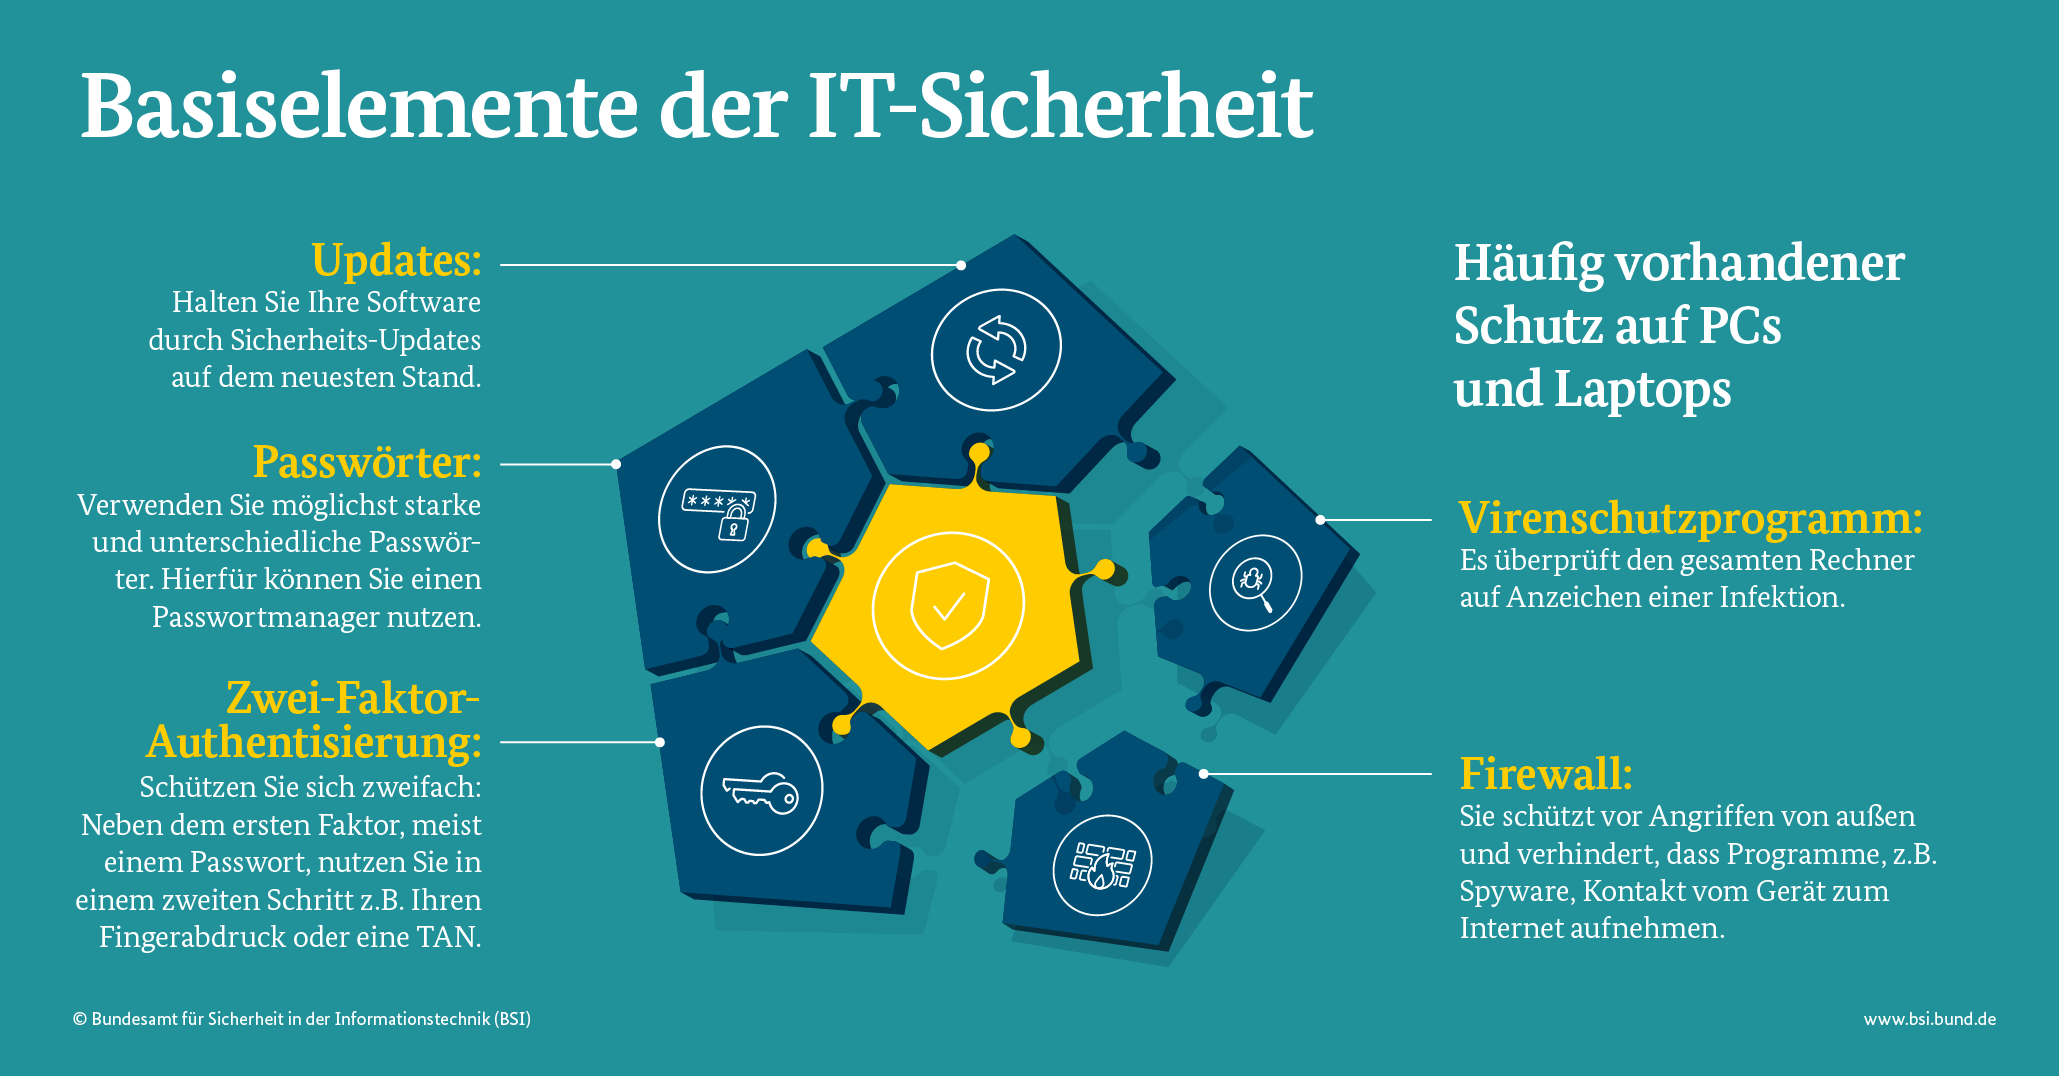 Basiselemente der IT-Sicherheit
Updates:
Halten Sie Ihre Software
durch Sicherheits-Updates
auf dem neuesten Stand.
Passwörter:
Verwenden Sie möglichst starke
und unterschiedliche Passwör-
ter. Hierfür können Sie einen
Passwortmanager nutzen.
Zwei-Faktor-
Authentisierung:
Schützen Sie sich zweifach:
Neben dem ersten Faktor, meist
einem Passwort, nutzen Sie in
einem zweiten Schritt z.B. Ihren
Fingerabdruck oder eine TAN.
Häufig vorhandener
Schutz auf PCs
und Laptops
Virenschutzprogramm:
Es überprüft den gesamten Rechner
auf Anzeichen einer Infektion.
Firewall:
Sie schützt vor Angriffen von außen
und verhindert, dass Programme, z.B.
Spyware, Kontakt vom Gerät zum
Internet aufnehmen.
© Bundesamt für Sicherheit in der Informationstechnik (BSI)
www.bsi.bund.de